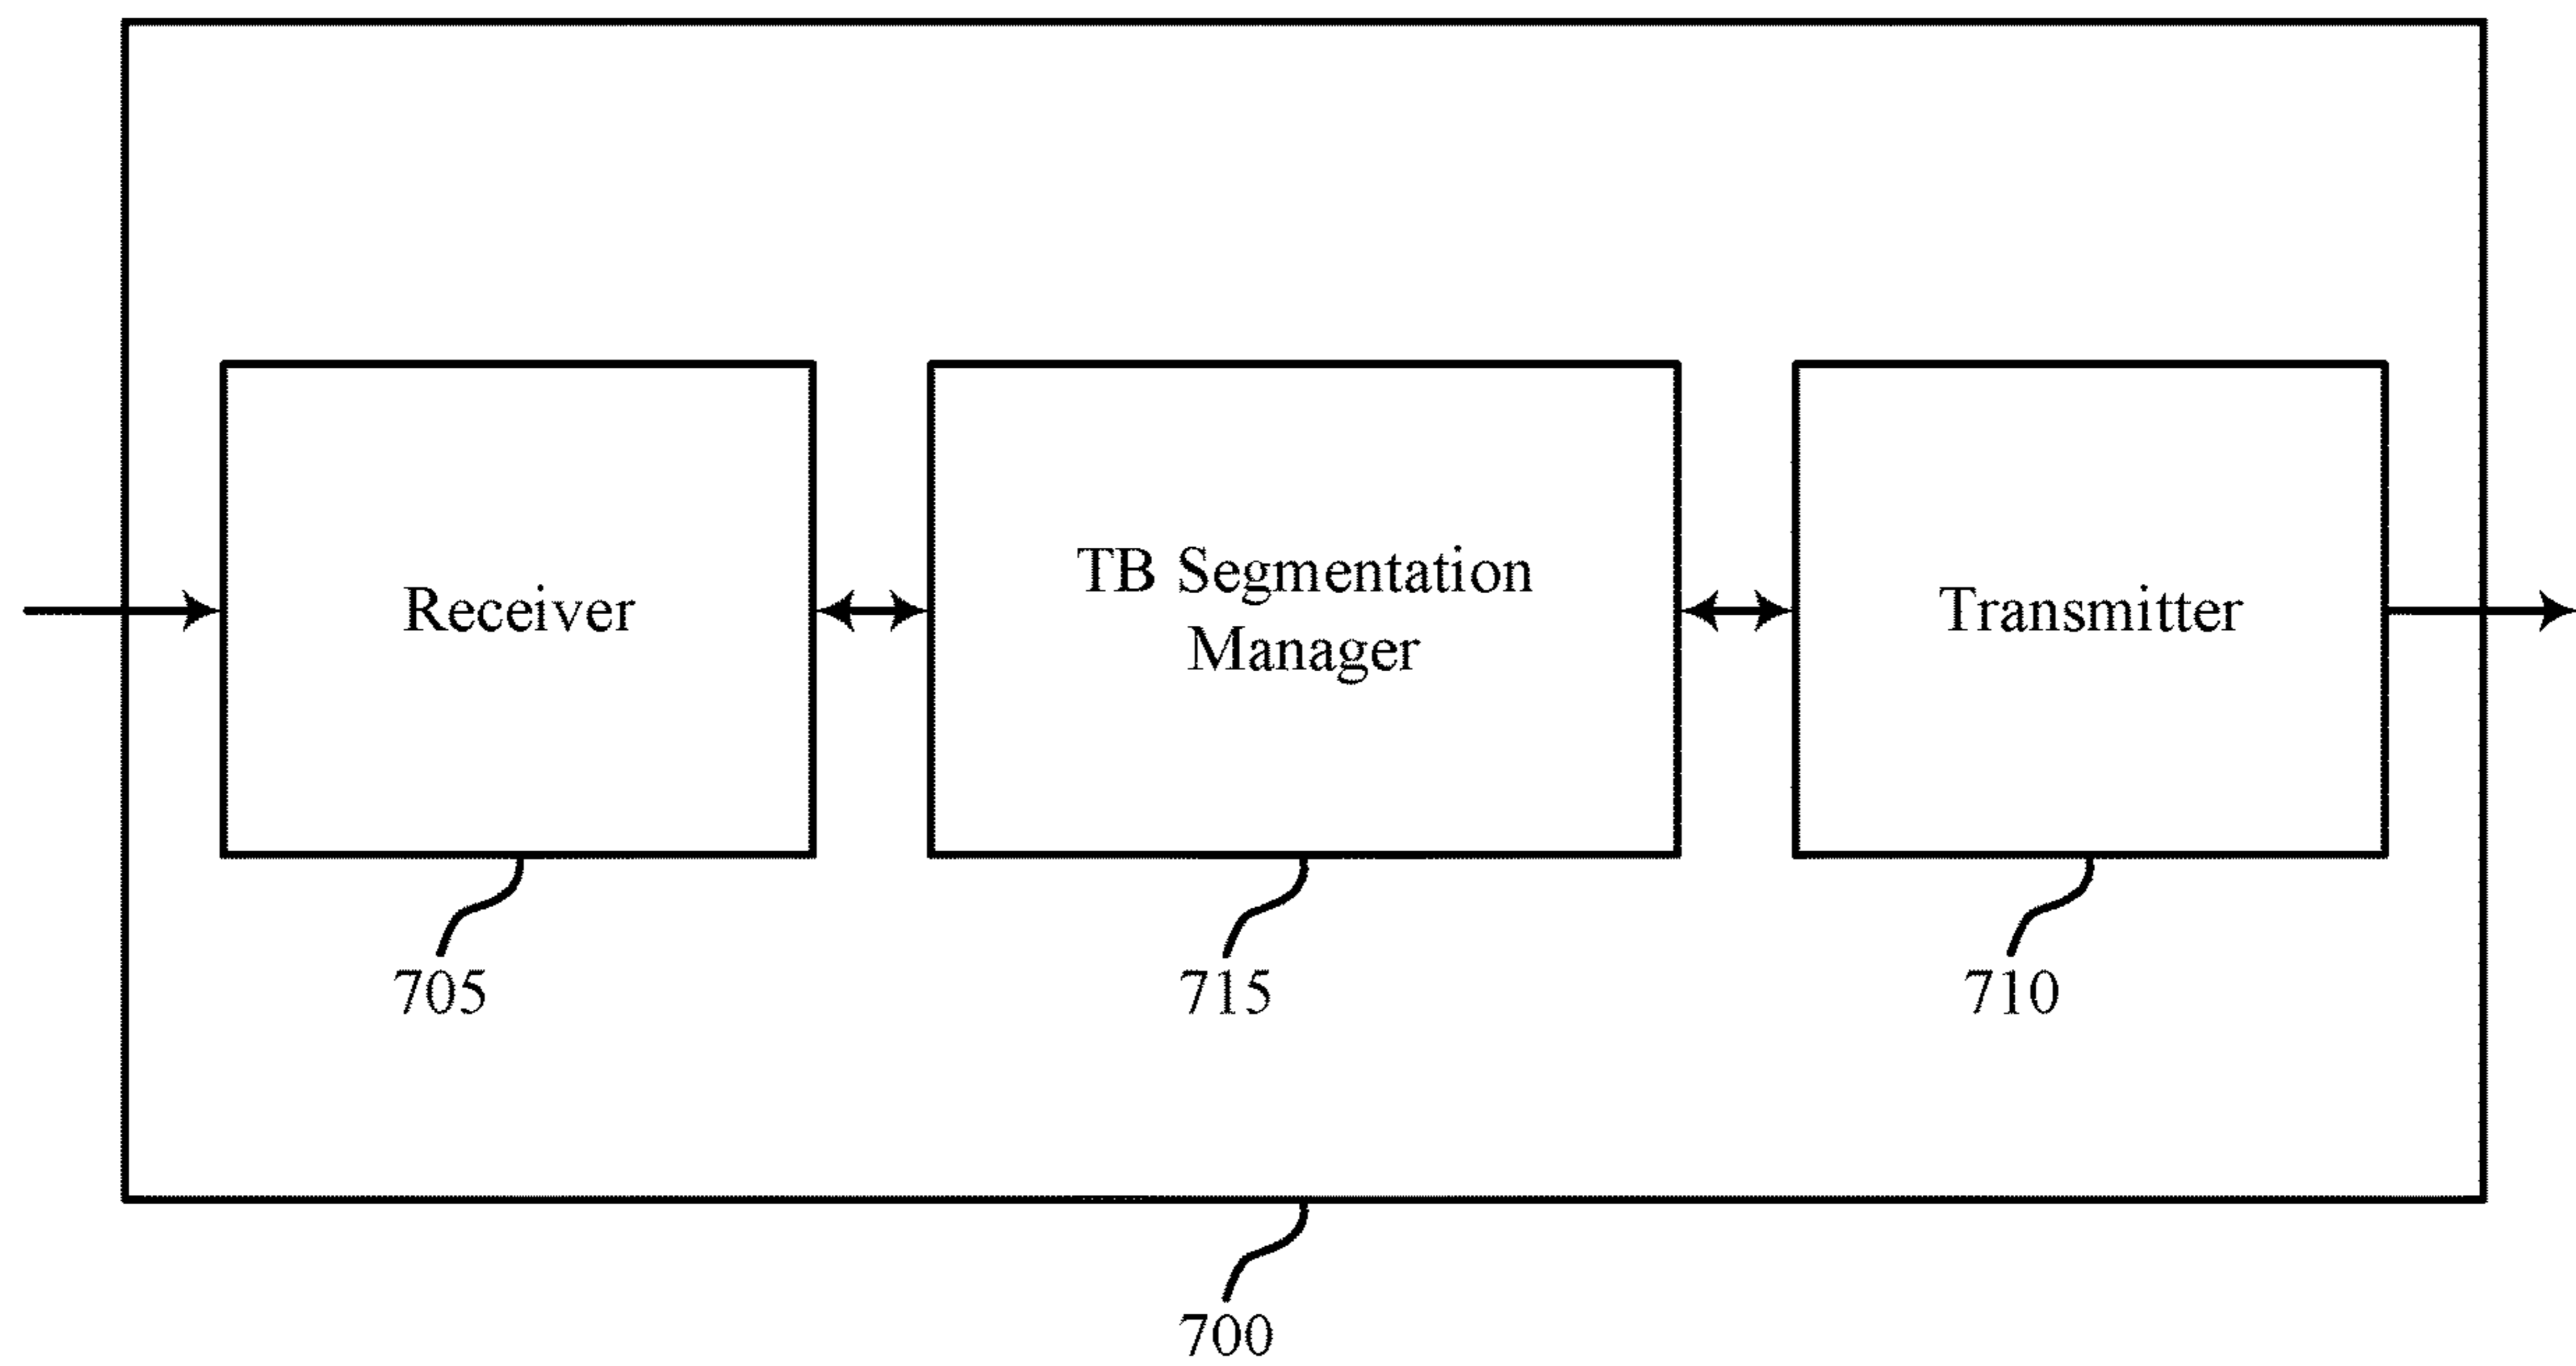 Receiver
TB Segmentation
Manager
Transmitter
705
715
710
700